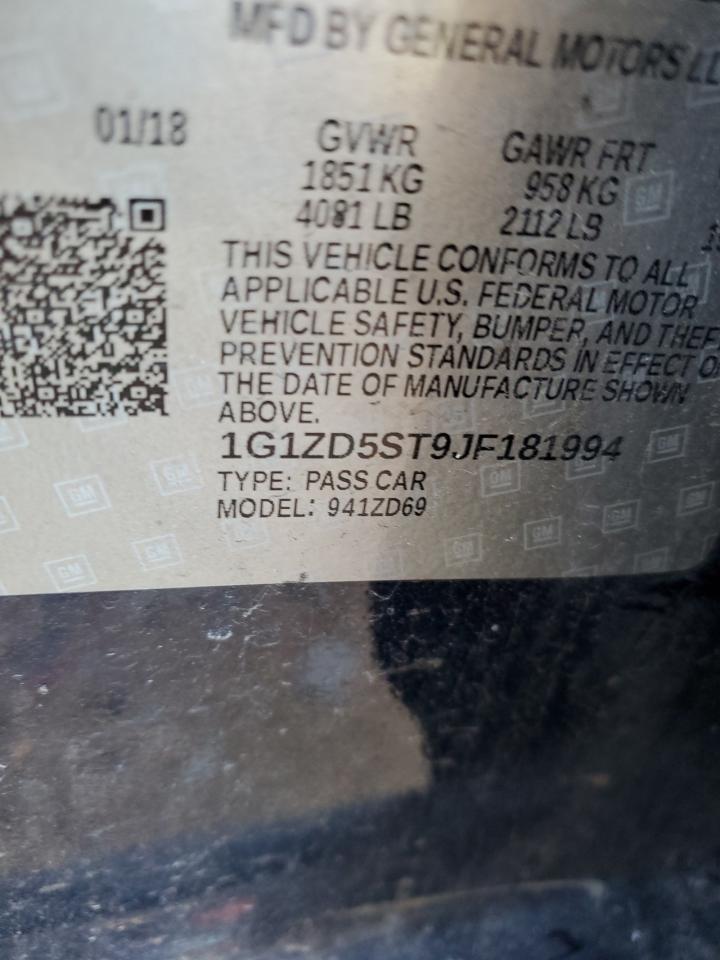 MFD BY GENERAL MOTORS LL
01/18 GVWR GAWR FRT
1851 KG 958 KG
4081 LB 2112 LB
THIS VEHICLE CONFORMS TO ALL
APPLICABLE U.S. FEDERAL MOTOR
VEHICLE SAFETY, BUMPER, AND THEF
PREVENTION STANDARDS IN EFFECT O
THE DATE OF MANUFACTURE SHOWN
ABOVE.
1G1ZD5ST9JF181994
TYPE: PASS CAR
MODEL: 941ZD69